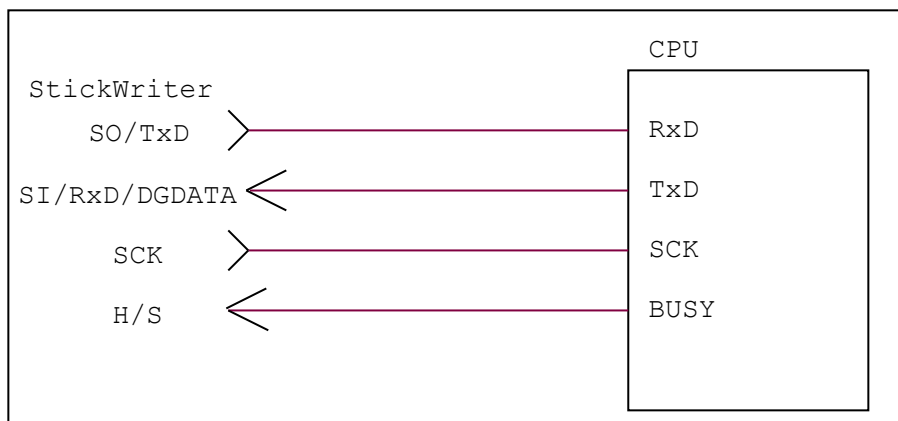 CPU
StickWriter
SO/TxD RxD
SI/RxD/DGDATA TxD
SCK SCK
H/S BUSY